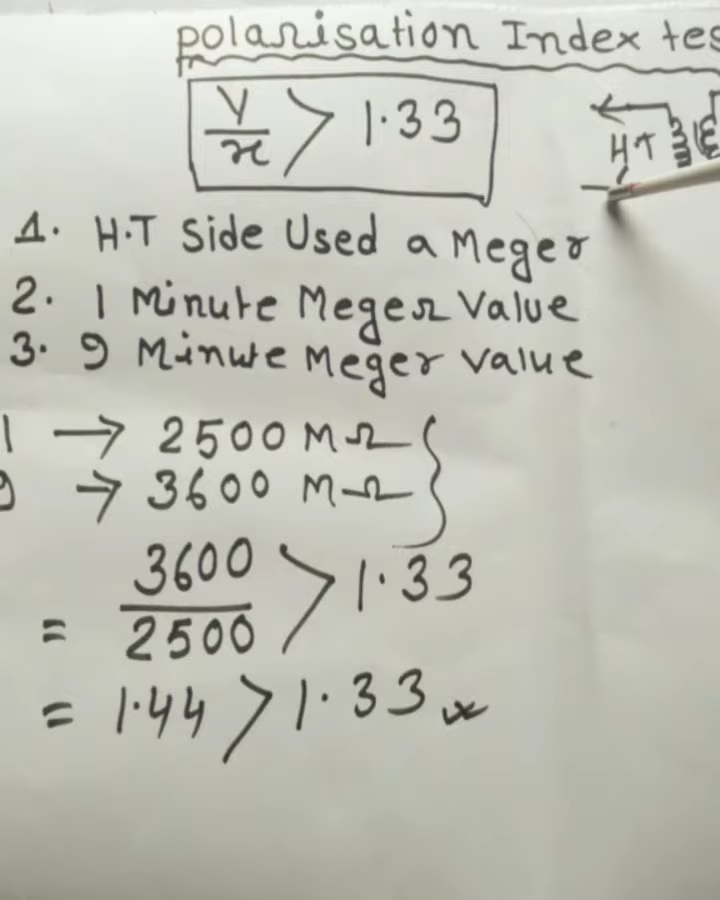 polarisation Index tes
y/x > 1.33
HT
1. H.T Side Used a Meger
2. 1 Minute Meger Value
3. 9 Minute Meger value
1 → 2500 MΩ
9 → 3600 MΩ
= 3600/2500 > 1.33
= 1.44 > 1.33